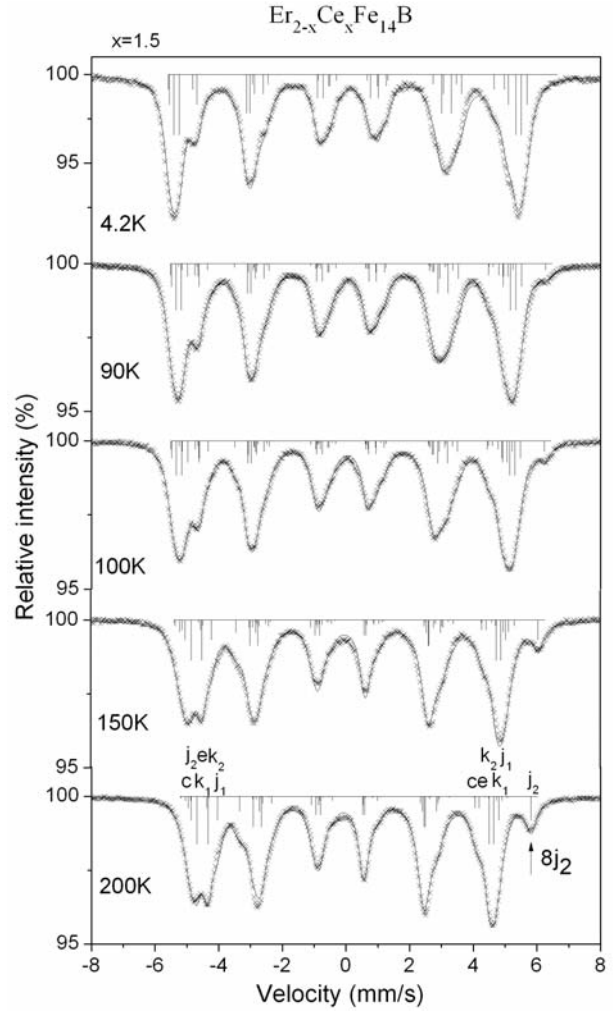 Er₂₋ₓCeₓFe₁₄B
x=1.5
100
95
4.2K
100
90K
95
100
100K
95
100
150K
95
j₂ek₂
ck₁j₁
k₂j₁
cek₁
j₂
100
8j₂
200K
95
-8 -6 -4 -2 0 2 4 6 8
Velocity (mm/s)
Relative intensity (%)